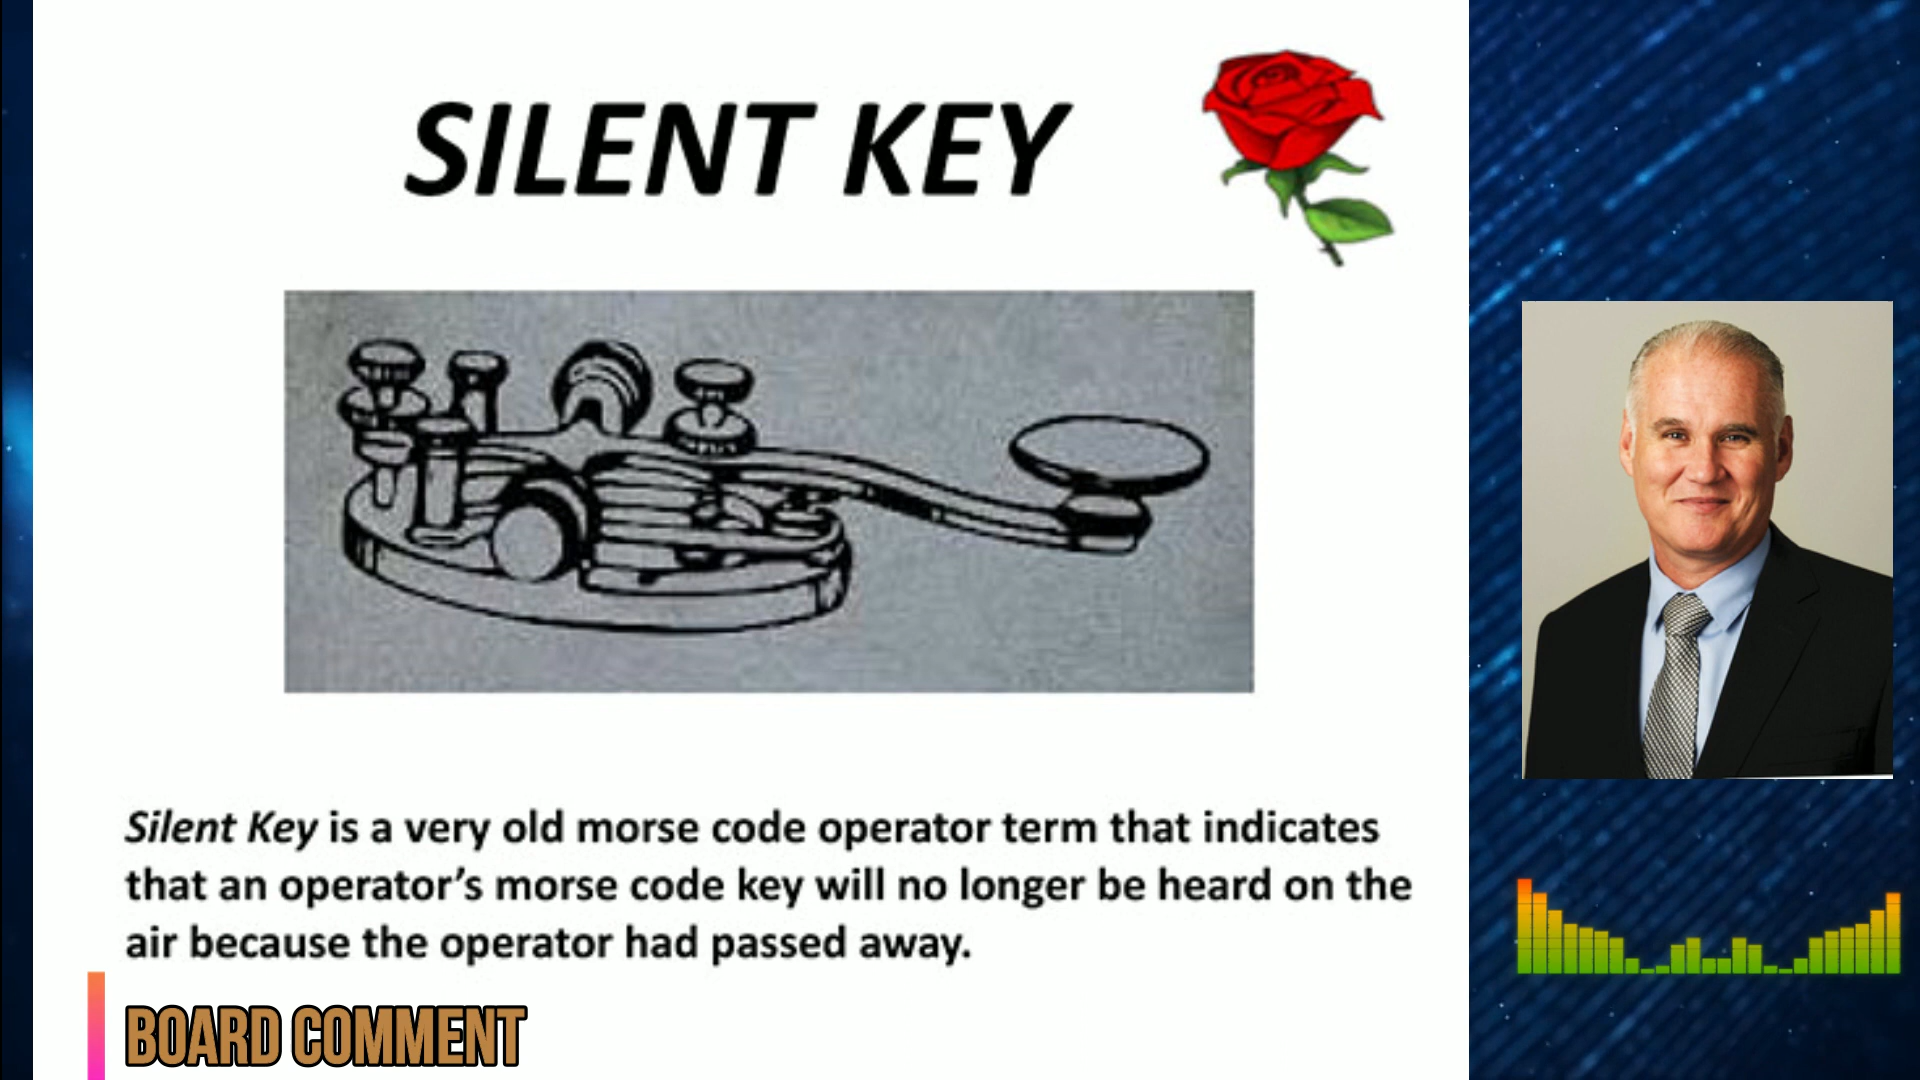 SILENT KEY
Silent Key is a very old morse code operator term that indicates
that an operator’s morse code key will no longer be heard on the
air because the operator had passed away.
BOARD COMMENT